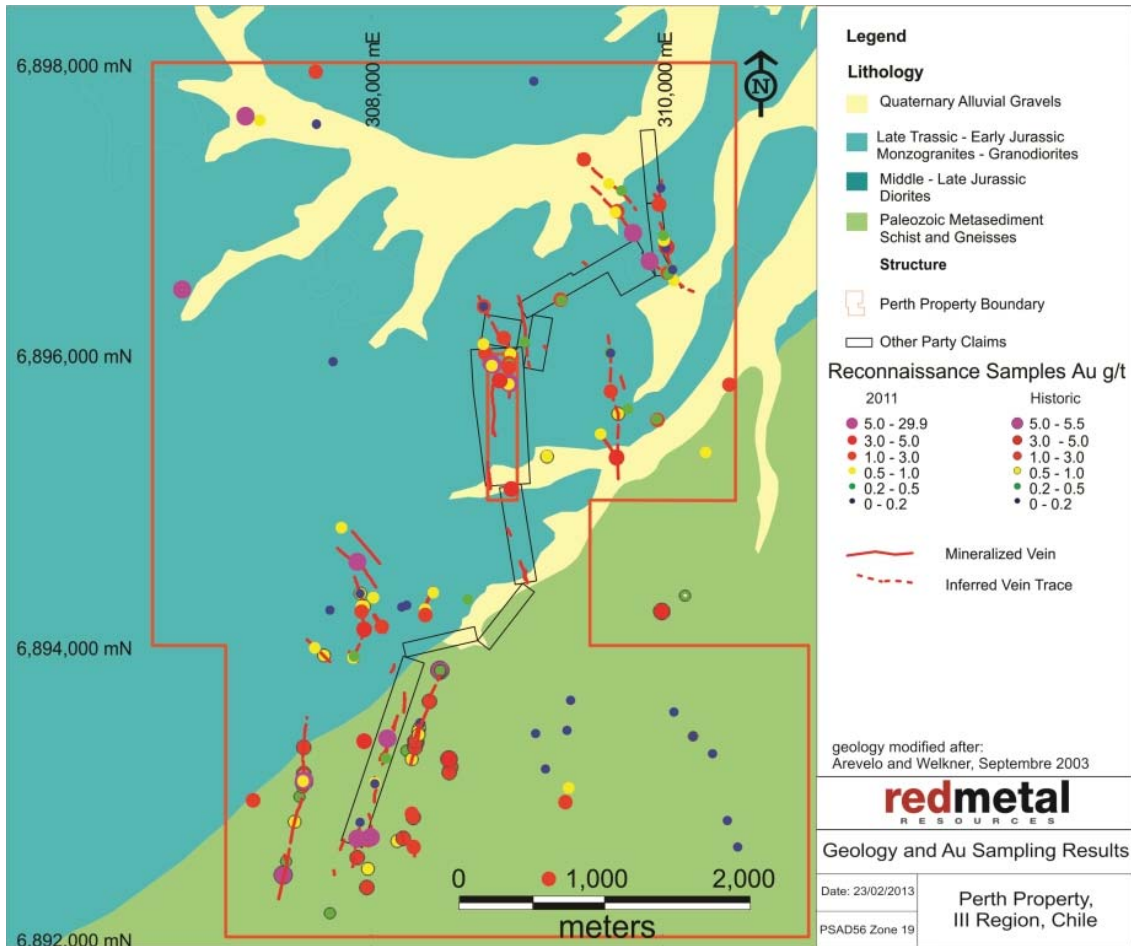 6,898,000 mN
308,000 mE
310,000 mE
N
6,896,000 mN
6,894,000 mN
6,892,000 mN
0 1,000 2,000
meters
Legend
Lithology
Quaternary Alluvial Gravels
Late Trassic - Early Jurassic
Monzogranites - Granodiorites
Middle - Late Jurassic
Diorites
Paleozoic Metasediment
Schist and Gneisses
Structure
Perth Property Boundary
Other Party Claims
Reconnaissance Samples Au g/t
2011 Historic
5.0 - 29.9 5.0 - 5.5
3.0 - 5.0 3.0 - 5.0
1.0 - 3.0 1.0 - 3.0
0.5 - 1.0 0.5 - 1.0
0.2 - 0.5 0.2 - 0.5
0 - 0.2 0 - 0.2
Mineralized Vein
Inferred Vein Trace
geology modified after:
Arevelo and Welkner, Septembre 2003
redmetal
RESOURCES
Geology and Au Sampling Results
Date: 23/02/2013
PSAD56 Zone 19
Perth Property,
III Region, Chile